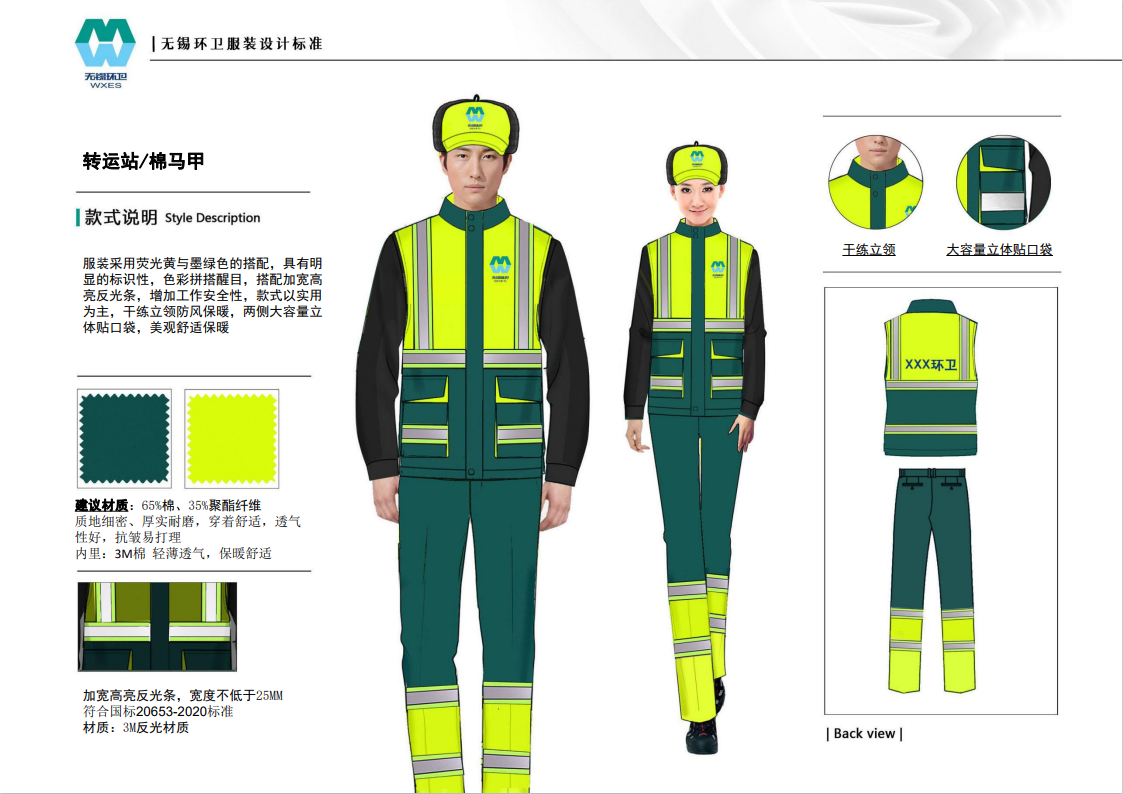 无锡环卫
WXES
无锡环卫服装设计标准
转运站/棉马甲
款式说明 Style Description
服装采用荧光黄与墨绿色的搭配，具有明
显的标识性，色彩拼搭醒目，搭配加宽高
亮反光条，增加工作安全性，款式以实用
为主，干练立领防风保暖，两侧大容量立
体贴口袋，美观舒适保暖
建议材质：65%棉、35%聚酯纤维
质地细密、厚实耐磨，穿着舒适，透气
性好，抗皱易打理
内里：3M棉 轻薄透气，保暖舒适
加宽高亮反光条，宽度不低于25MM
符合国标20653-2020标准
材质：3M反光材质
干练立领
大容量立体贴口袋
XXX环卫
| Back view |